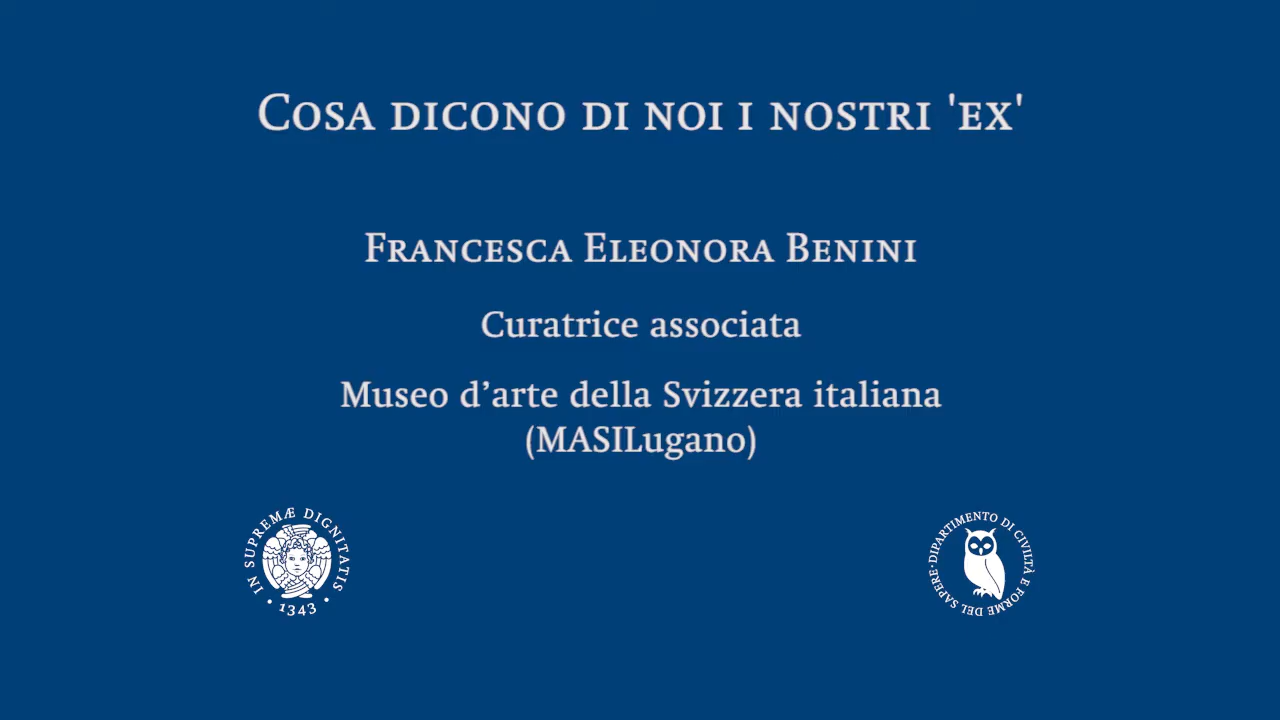 Cosa dicono di noi i nostri 'ex'
Francesca Eleonora Benini
Curatrice associata
Museo d’arte della Svizzera italiana
(MASILugano)
IN SUPREMÆ DIGNITATIS
• 1343 •
DIPARTIMENTO DI CIVILTÀ E FORME DEL SAPERE •